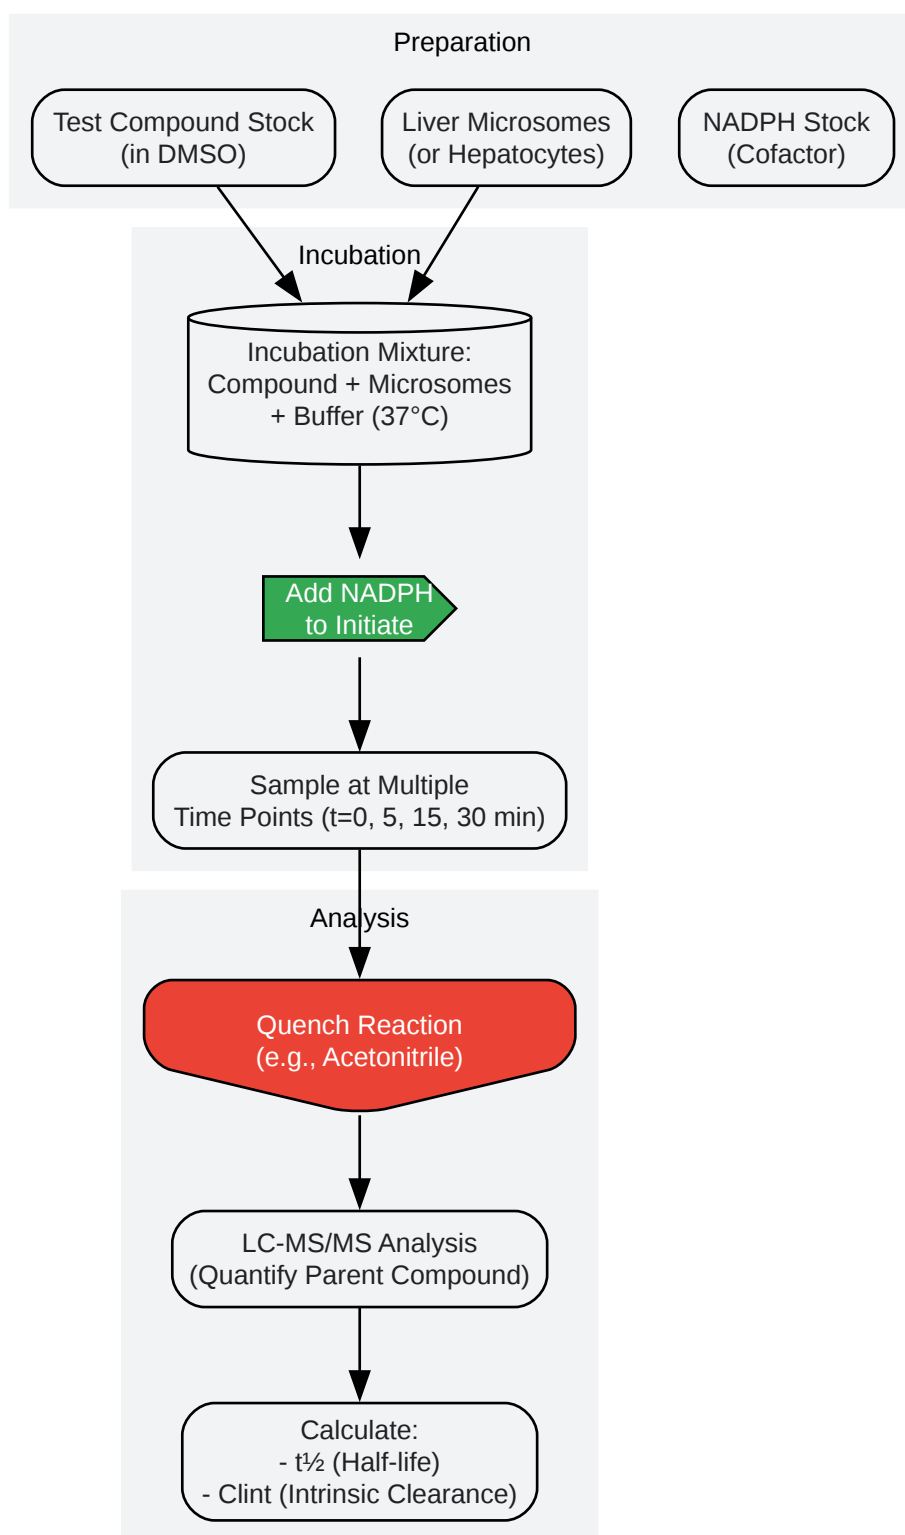 Preparation
Test Compound Stock
(in DMSO)
Liver Microsomes
(or Hepatocytes)
NADPH Stock
(Cofactor)
Incubation
Incubation Mixture:
Compound + Microsomes
+ Buffer (37°C)
Add NADPH
to Initiate
Sample at Multiple
Time Points (t=0, 5, 15, 30 min)
Analysis
Quench Reaction
(e.g., Acetonitrile)
LC-MS/MS Analysis
(Quantify Parent Compound)
Calculate:
- t½ (Half-life)
- Clint (Intrinsic Clearance)